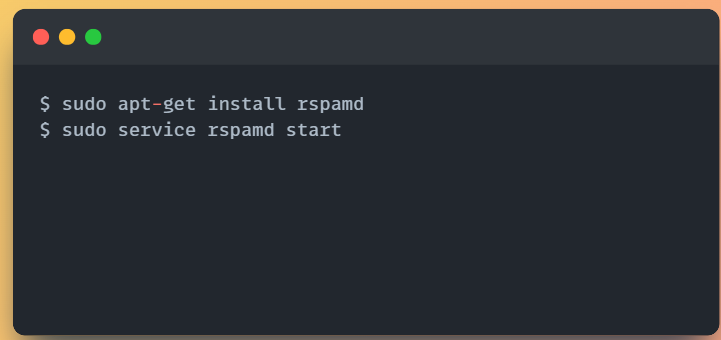 $ sudo apt-get install rspamd
$ sudo service rspamd start